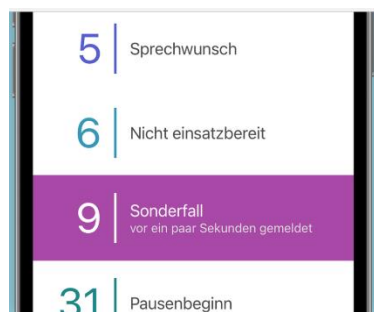 5 Sprechwunsch
6 Nicht einsatzbereit
9 Sonderfall
vor ein paar Sekunden gemeldet
31 Pausenbeginn